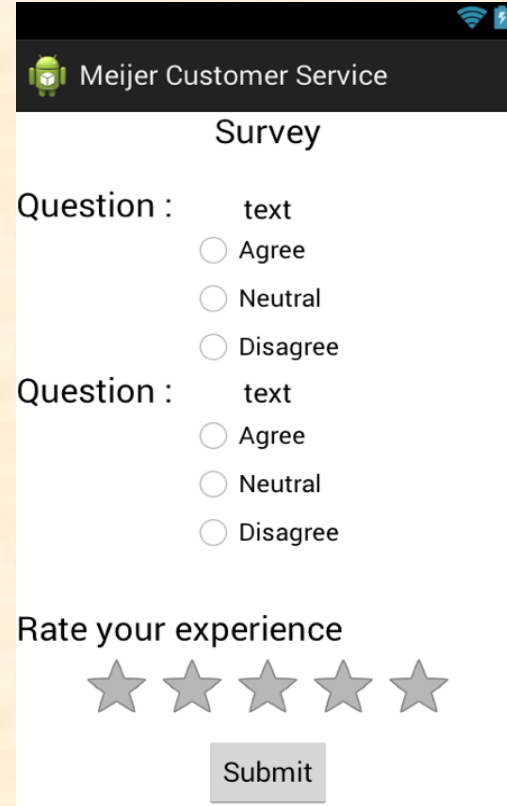 Meijer Customer Service
Survey
Question : text
Agree
Neutral
Disagree
Question : text
Agree
Neutral
Disagree
Rate your experience
Submit